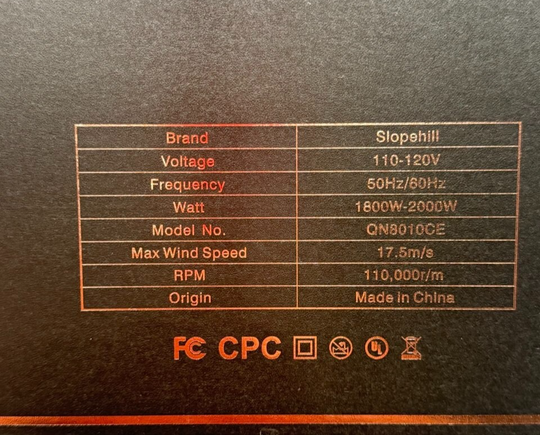 Brand Slopehill
Voltage 110-120V
Frequency 50Hz/60Hz
Watt 1800W-2000W
Model No. QN8010CE
Max Wind Speed 17.5m/s
RPM 110,000r/m
Origin Made in China
FC CPC UL